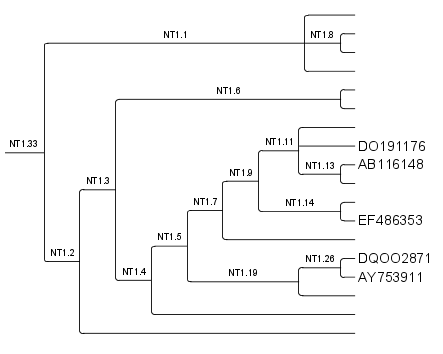 NT1.1
NT1.8
NT1.6
NT1.11
NT1.33
DO191176
AB116148
NT1.13
NT1.9
NT1.3
NT1.7
NT1.14
EF486353
NT1.5
NT1.2
NT1.26
DQOO2871
NT1.4
NT1.19
AY753911